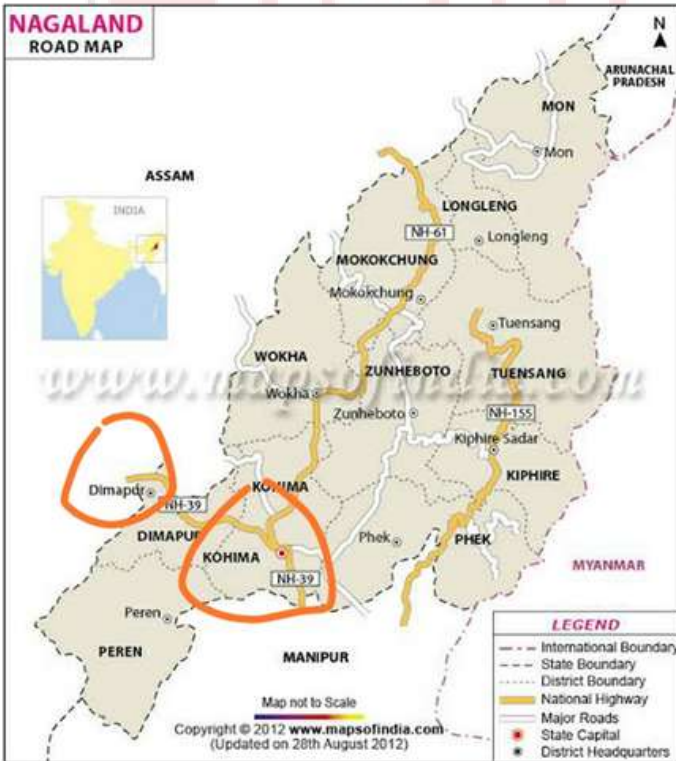 NAGALAND
ROAD MAP
N
ARUNACHAL
PRADESH
MON
Mon
ASSAM
INDIA
LONGLENG
NH-61
Longleng
MOKOKCHUNG
Mokokchung
Tuensang
WOKHA
ZUNHEBOTO
TUENSANG
www.mapsofindia.com
Wokha
Zunheboto
NH-155
Kiphire Sadar
KIPHIRE
Dimapur
NH-39
KOHIMA
DIMAPUR
KOHIMA
Phek
PHEK
NH-39
MYANMAR
Peren
PEREN
MANIPUR
LEGEND
International Boundary
State Boundary
District Boundary
National Highway
Major Roads
State Capital
District Headquarters
Map not to Scale
Copyright © 2012 www.mapsofindia.com
(Updated on 28th August 2012)